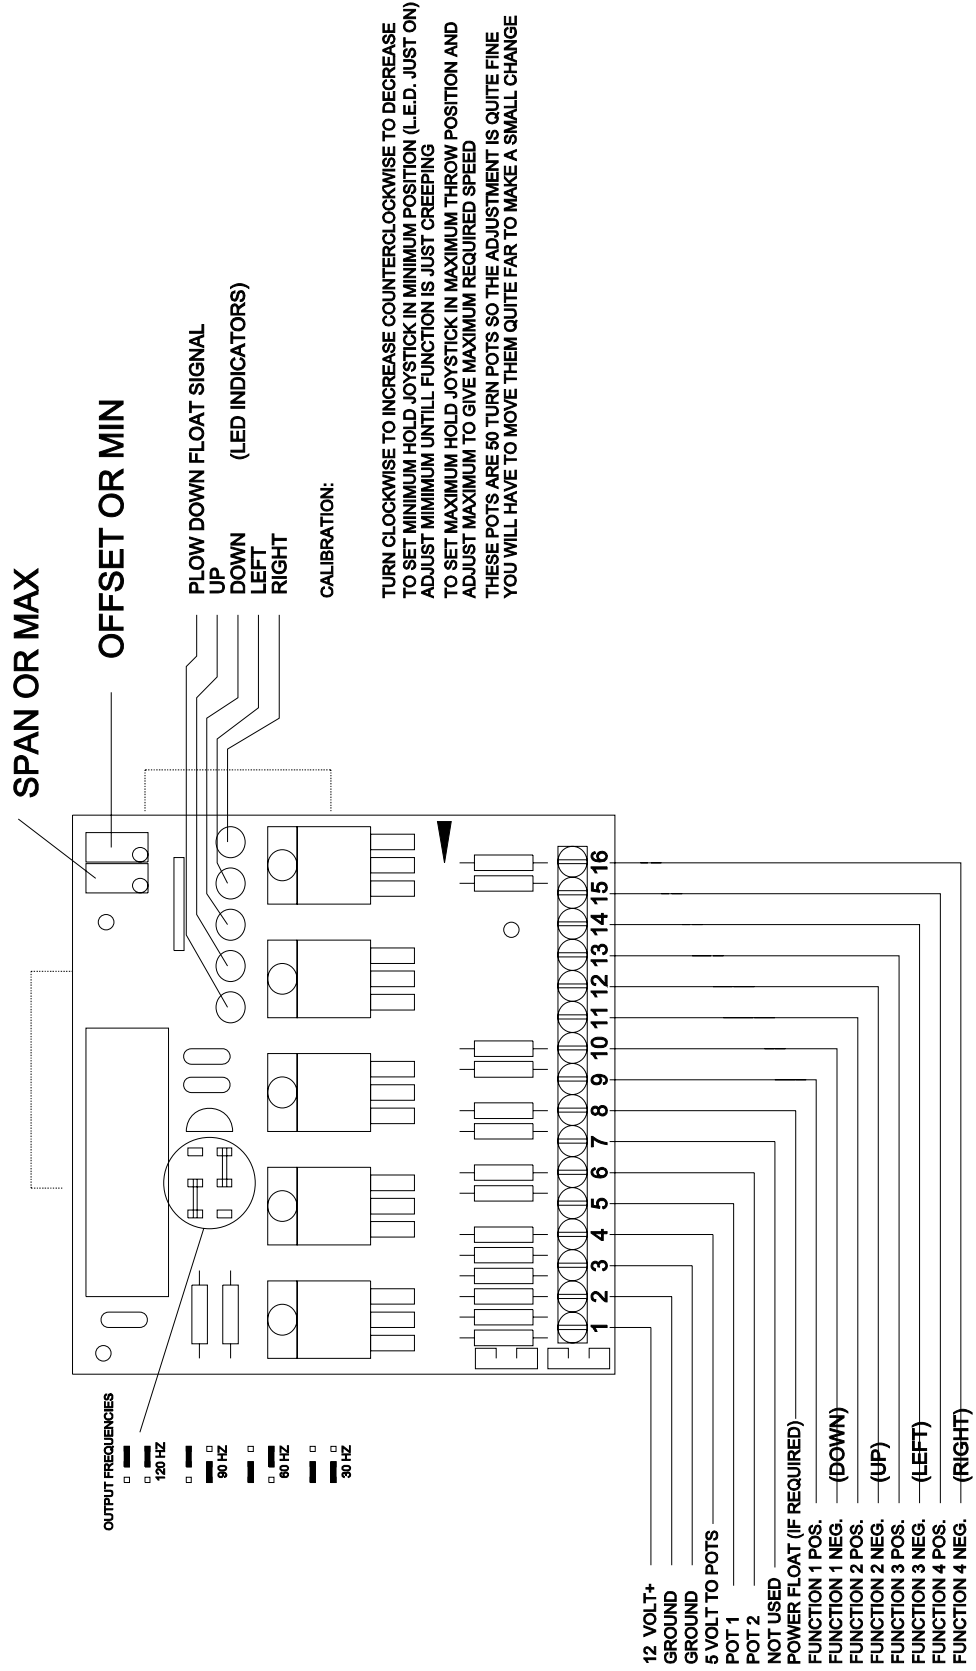 SPAN OR MAX
OFFSET OR MIN
PLOW DOWN FLOAT SIGNAL
UP
DOWN (LED INDICATORS)
LEFT
RIGHT
CALIBRATION:
TURN CLOCKWISE TO INCREASE COUNTERCLOCKWISE TO DECREASE
TO SET MINIMUM HOLD JOYSTICK IN MINIMUM POSITION (L.E.D. JUST ON)
ADJUST MIMIMUM UNTILL FUNCTION IS JUST CREEPING
TO SET MAXIMUM HOLD JOYSTICK IN MAXIMUM THROW POSITION AND
ADJUST MAXIMUM TO GIVE MAXIMUM REQUIRED SPEED
THESE POTS ARE 50 TURN POTS SO THE ADJUSTMENT IS QUITE FINE
YOU WILL HAVE TO MOVE THEM QUITE FAR TO MAKE A SMALL CHANGE
OUTPUT FREQUENCIES
120 HZ
90 HZ
60 HZ
30 HZ
1 2 3 4 5 6 7 8 9 10 11 12 13 14 15 16
12 VOLT+
GROUND
GROUND
5 VOLT TO POTS
POT 1
POT 2
NOT USED
POWER FLOAT (IF REQUIRED)
FUNCTION 1 POS.
FUNCTION 1 NEG. (DOWN)
FUNCTION 2 POS.
FUNCTION 2 NEG. (UP)
FUNCTION 3 POS.
FUNCTION 3 NEG. (LEFT)
FUNCTION 4 POS.
FUNCTION 4 NEG. (RIGHT)